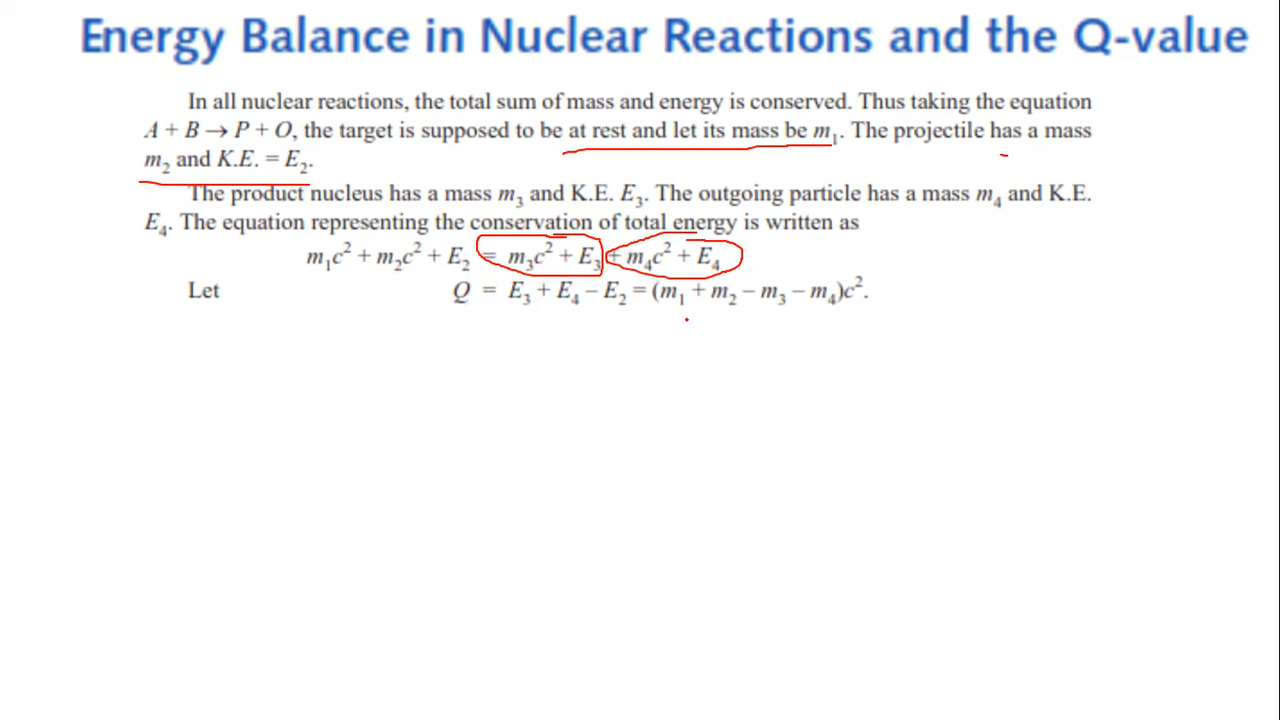 Energy Balance in Nuclear Reactions and the Q-value
In all nuclear reactions, the total sum of mass and energy is conserved. Thus taking the equation
A + B → P + O, the target is supposed to be at rest and let its mass be m₁. The projectile has a mass
m₂ and K.E. = E₂.
The product nucleus has a mass m₃ and K.E. E₃. The outgoing particle has a mass m₄ and K.E.
E₄. The equation representing the conservation of total energy is written as
m₁c² + m₂c² + E₂ = m₃c² + E₃ + m₄c² + E₄
Let Q = E₃ + E₄ – E₂ = (m₁ + m₂ – m₃ – m₄)c².